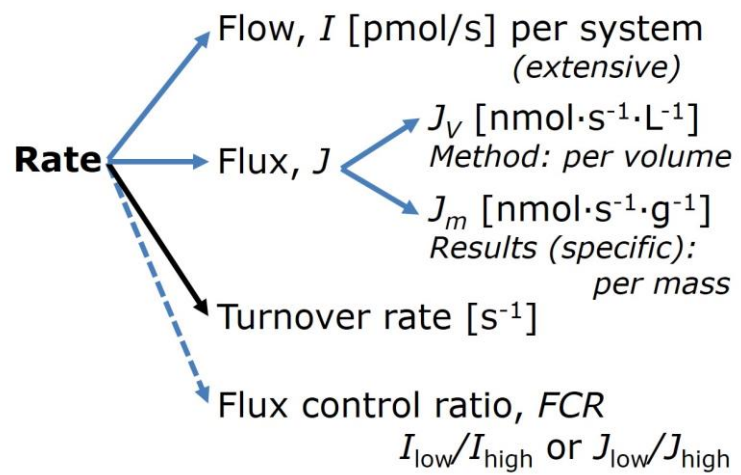 Flow, I [pmol/s] per system
(extensive)
J_V [nmol·s⁻¹·L⁻¹]
Method: per volume
Rate
Flux, J
J_m [nmol·s⁻¹·g⁻¹]
Results (specific):
per mass
Turnover rate [s⁻¹]
Flux control ratio, FCR
I_low/I_high or J_low/J_high